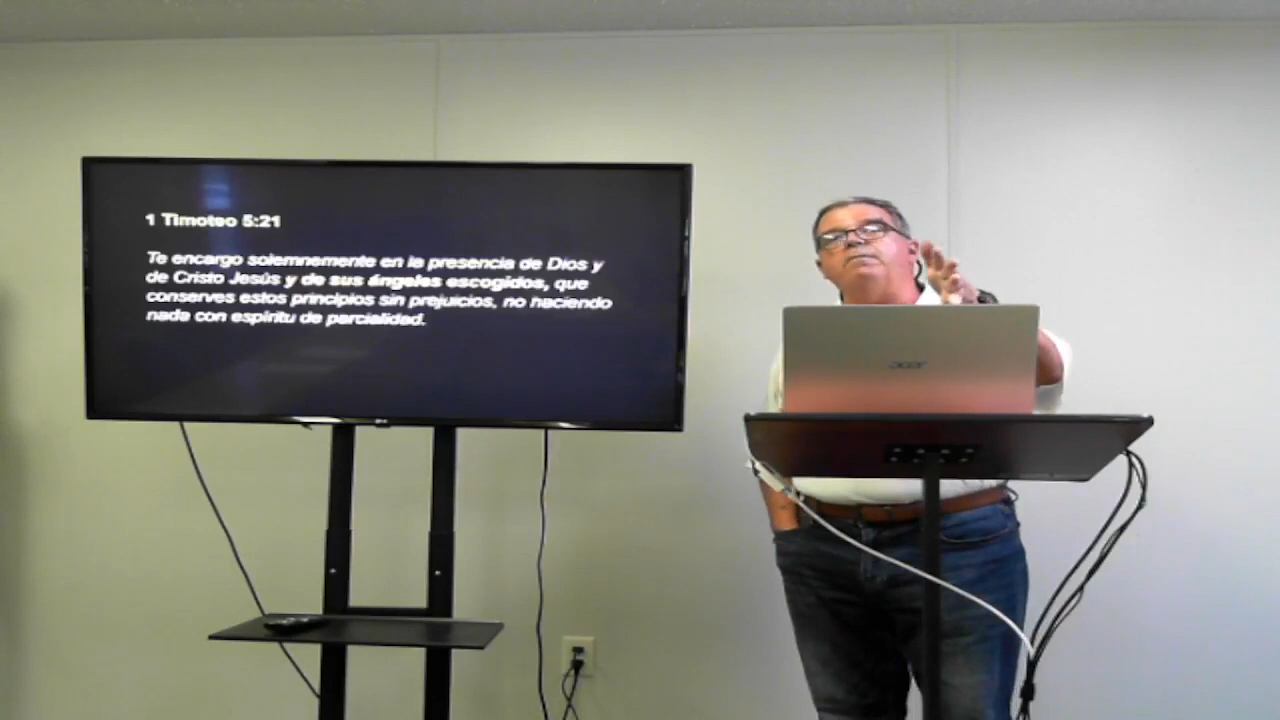 1 Timoteo 5:21
Te encargo solemnemente en la presencia de Dios y
de Cristo Jesús y de sus ángeles escogidos, que
conserves estos principios sin prejuicios, no haciendo
nada con espíritu de parcialidad.
acer